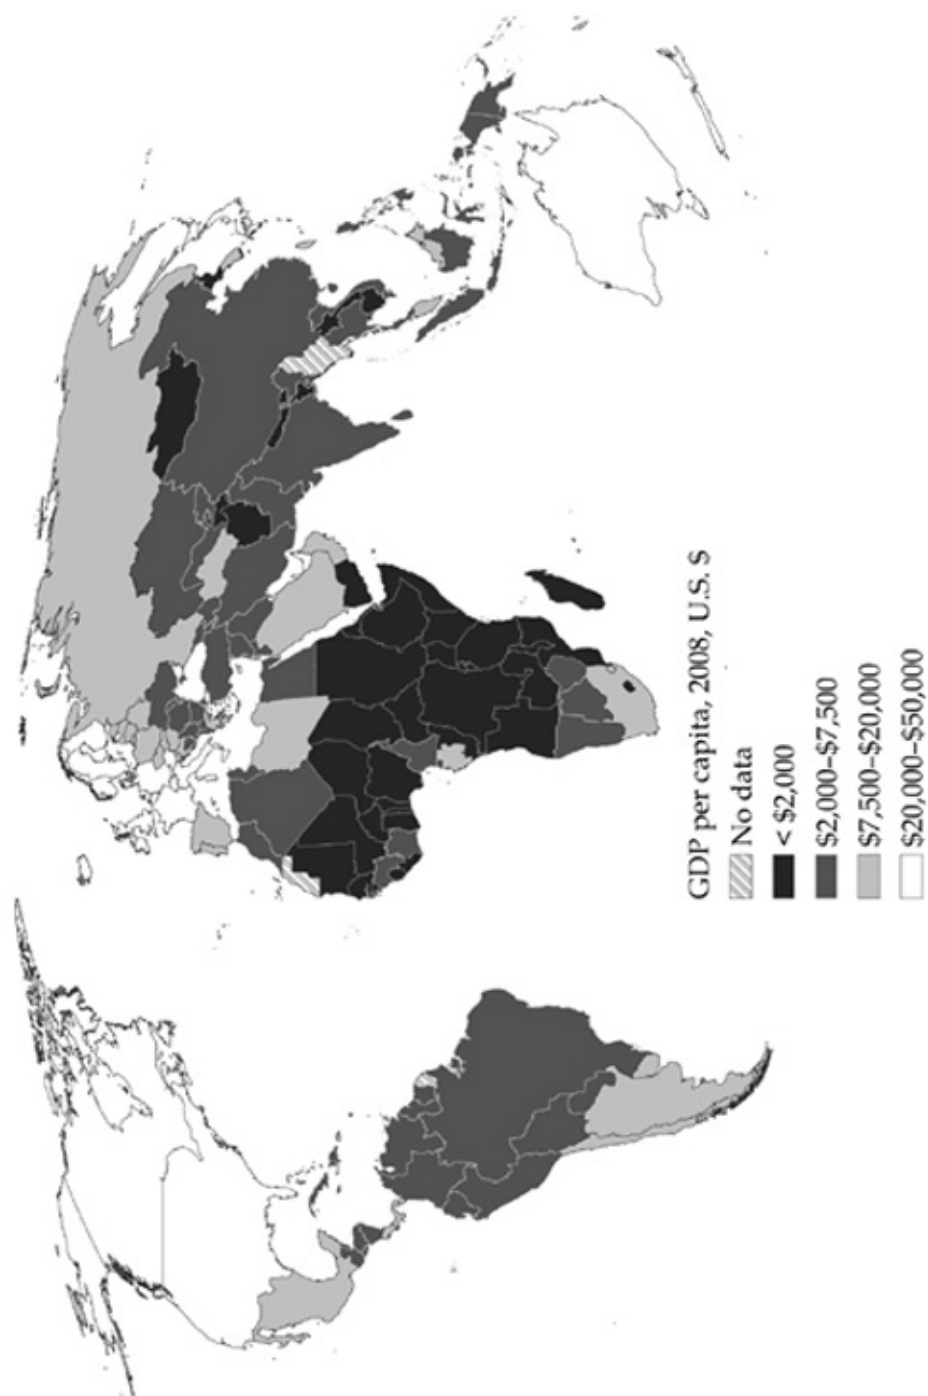 GDP per capita, 2008, U.S. $
No data
< $2,000
$2,000–$7,500
$7,500–$20,000
$20,000–$50,000